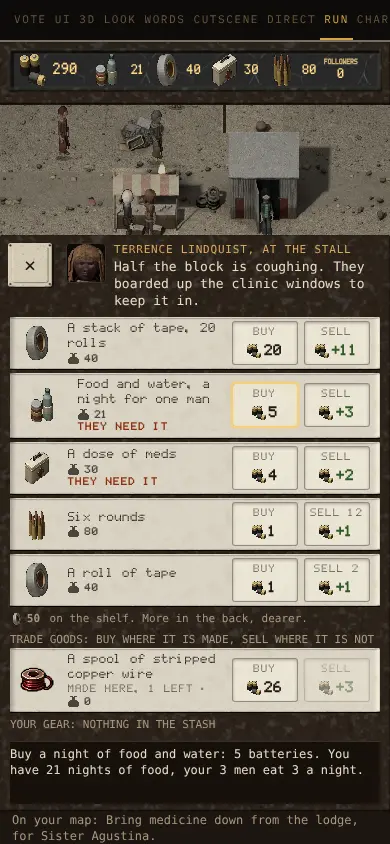 VOTE UI 3D LOOK WORDS CUTSCENE DIRECT RUN CHAR
290 21 40 30 80 FOLLOWERS 0
TERRENCE LINDQUIST, AT THE STALL
Half the block is coughing. They
boarded up the clinic windows to
keep it in.
×
A stack of tape, 20
rolls
40
BUY
20
SELL
+11
Food and water, a
night for one man
21
THEY NEED IT
BUY
5
SELL
+3
A dose of meds
30
THEY NEED IT
BUY
4
SELL
+2
Six rounds
80
BUY
1
SELL 12
+1
A roll of tape
40
BUY
1
SELL 2
+1
50 on the shelf. More in the back, dearer.
TRADE GOODS: BUY WHERE IT IS MADE, SELL WHERE IT IS NOT
A spool of stripped
copper wire
MADE HERE, 1 LEFT ·
0
BUY
26
SELL
+3
YOUR GEAR: NOTHING IN THE STASH
Buy a night of food and water: 5 batteries. You
have 21 nights of food, your 3 men eat 3 a night.
On your map: Bring medicine down from the lodge,
for Sister Agustina.